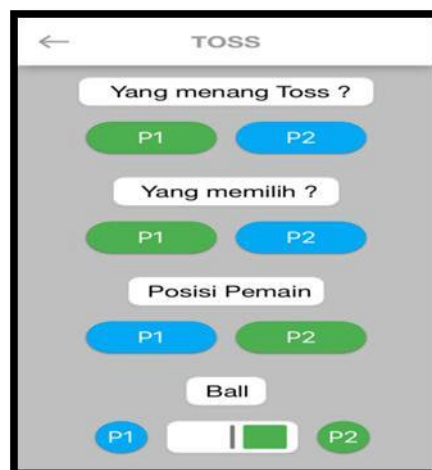 TOSS
Yang menang Toss ?
P1 P2
Yang memilih ?
P1 P2
Posisi Pemain
P1 P2
Ball
P1 P2